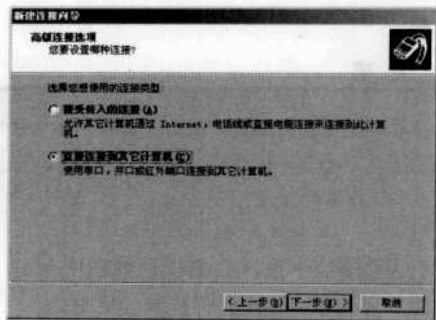 新建连接向导
高级连接选项
您要设置哪种连接?
选择您想使用的连接类型:
接受传入的连接(A)
允许其它计算机通过 Internet，电话线或直接电缆连接来连接到此计算
机。
直接连接到其它计算机(C)
使用串口，并口或红外端口连接到其它计算机。
<上一步(B) 下一步(N)> 取消